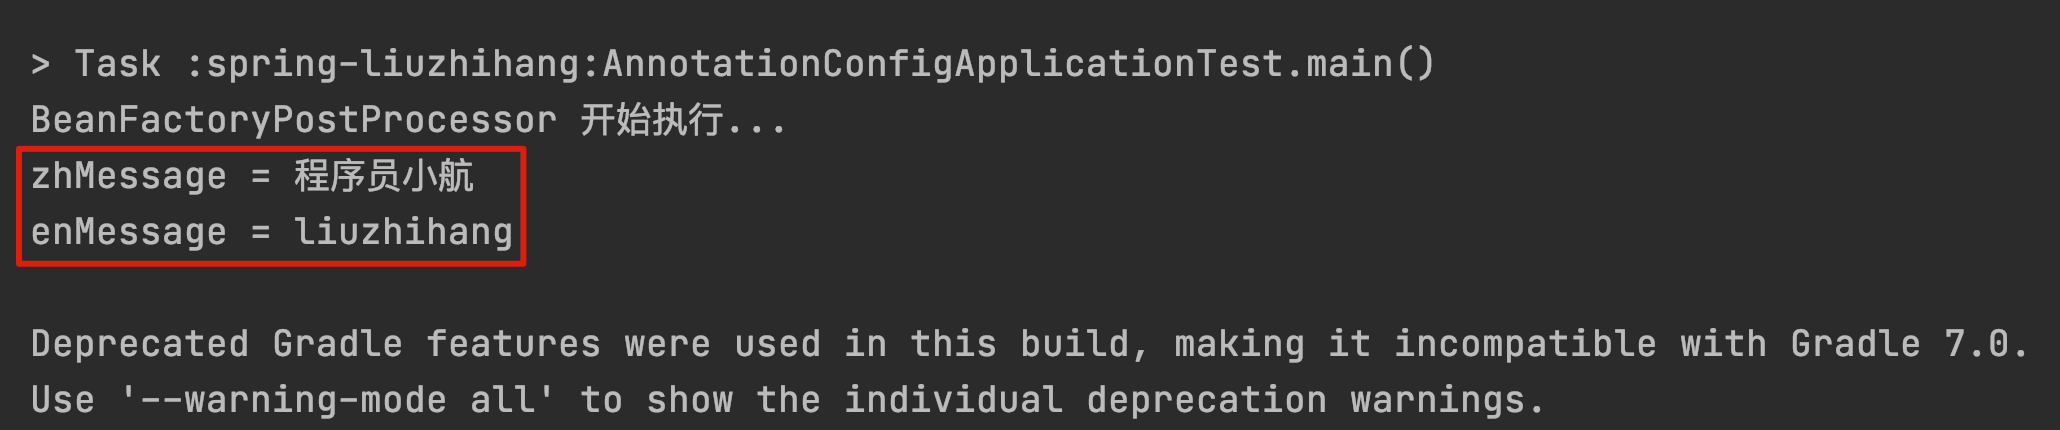 > Task :spring-liuzhihang:AnnotationConfigApplicationTest.main()
BeanFactoryPostProcessor 开始执行...
zhMessage = 程序员小航
enMessage = liuzhihang
Deprecated Gradle features were used in this build, making it incompatible with Gradle 7.0.
Use '--warning-mode all' to show the individual deprecation warnings.